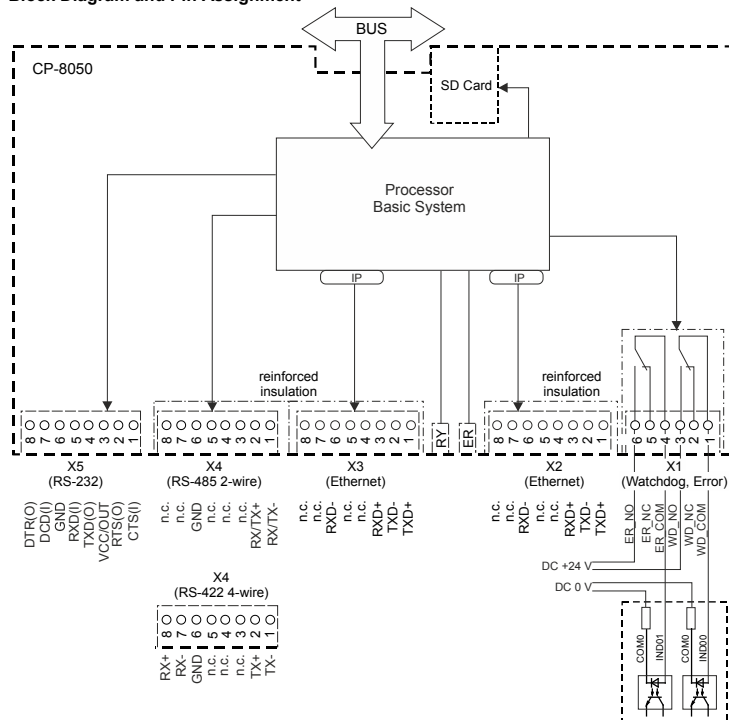 Block Diagram and Pin Assignment
BUS
CP-8050
SD Card
Processor
Basic System
IP
IP
reinforced
insulation
reinforced
insulation
8 7 6 5 4 3 2 1
8 7 6 5 4 3 2 1
8 7 6 5 4 3 2 1
RY
ER
8 7 6 5 4 3 2 1
6 5 4 3 2 1
X5
(RS-232)
X4
(RS-485 2-wire)
X3
(Ethernet)
X2
(Ethernet)
X1
(Watchdog, Error)
DTR(O)
DCD(I)
GND
RXD(I)
TXD(O)
VCC/OUT
RTS(O)
CTS(I)
n.c.
n.c.
GND
n.c.
n.c.
n.c.
RX/TX+
RX/TX-
n.c.
n.c.
RXD-
n.c.
n.c.
RXD+
TXD-
TXD+
n.c.
n.c.
RXD-
n.c.
n.c.
RXD+
TXD-
TXD+
ER_NO
ER_NC
ER_COM
WD_NO
WD_NC
WD_COM
DC +24 V
DC 0 V
X4
(RS-422 4-wire)
8 7 6 5 4 3 2 1
RX+
RX-
GND
n.c.
n.c.
n.c.
TX+
TX-
COM0
IND01
COM0
IND00